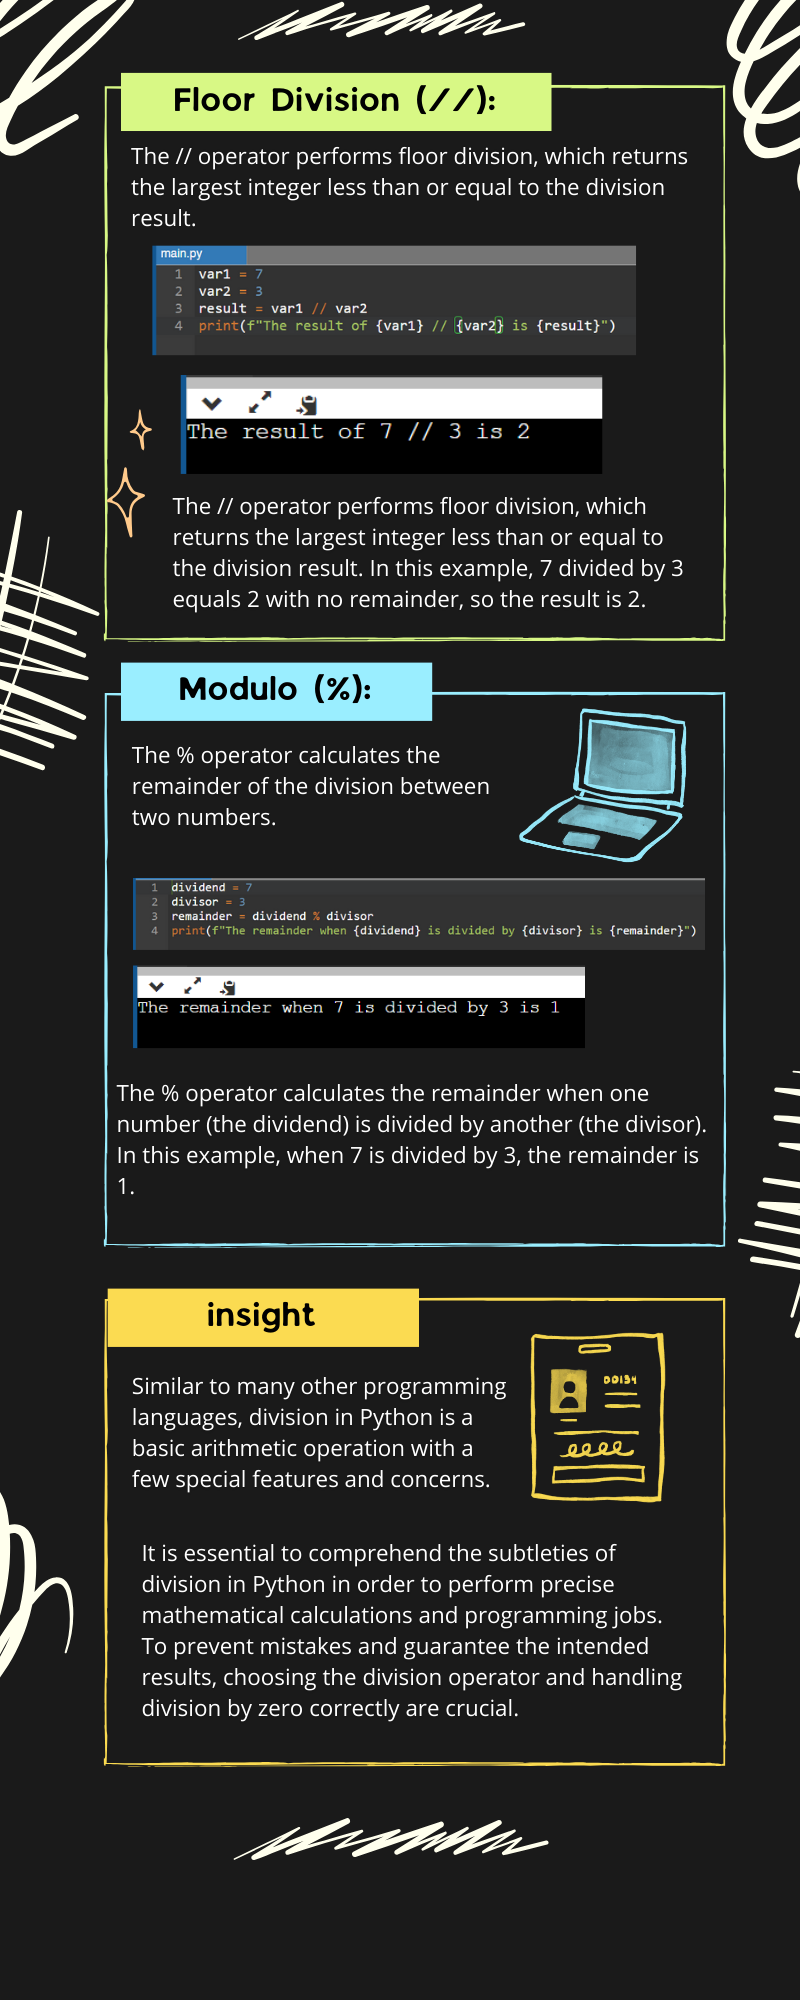 Floor Division (//):
The // operator performs floor division, which returns
the largest integer less than or equal to the division
result.
main.py
1 var1 = 7
2 var2 = 3
3 result = var1 // var2
4 print(f"The result of {var1} // {var2} is {result}")
The result of 7 // 3 is 2
The // operator performs floor division, which
returns the largest integer less than or equal to
the division result. In this example, 7 divided by 3
equals 2 with no remainder, so the result is 2.
Modulo (%):
The % operator calculates the
remainder of the division between
two numbers.
1 dividend = 7
2 divisor = 3
3 remainder = dividend % divisor
4 print(f"The remainder when {dividend} is divided by {divisor} is {remainder}")
The remainder when 7 is divided by 3 is 1
The % operator calculates the remainder when one
number (the dividend) is divided by another (the divisor).
In this example, when 7 is divided by 3, the remainder is
1.
insight
Similar to many other programming
languages, division in Python is a
basic arithmetic operation with a
few special features and concerns.
00134
It is essential to comprehend the subtleties of
division in Python in order to perform precise
mathematical calculations and programming jobs.
To prevent mistakes and guarantee the intended
results, choosing the division operator and handling
division by zero correctly are crucial.